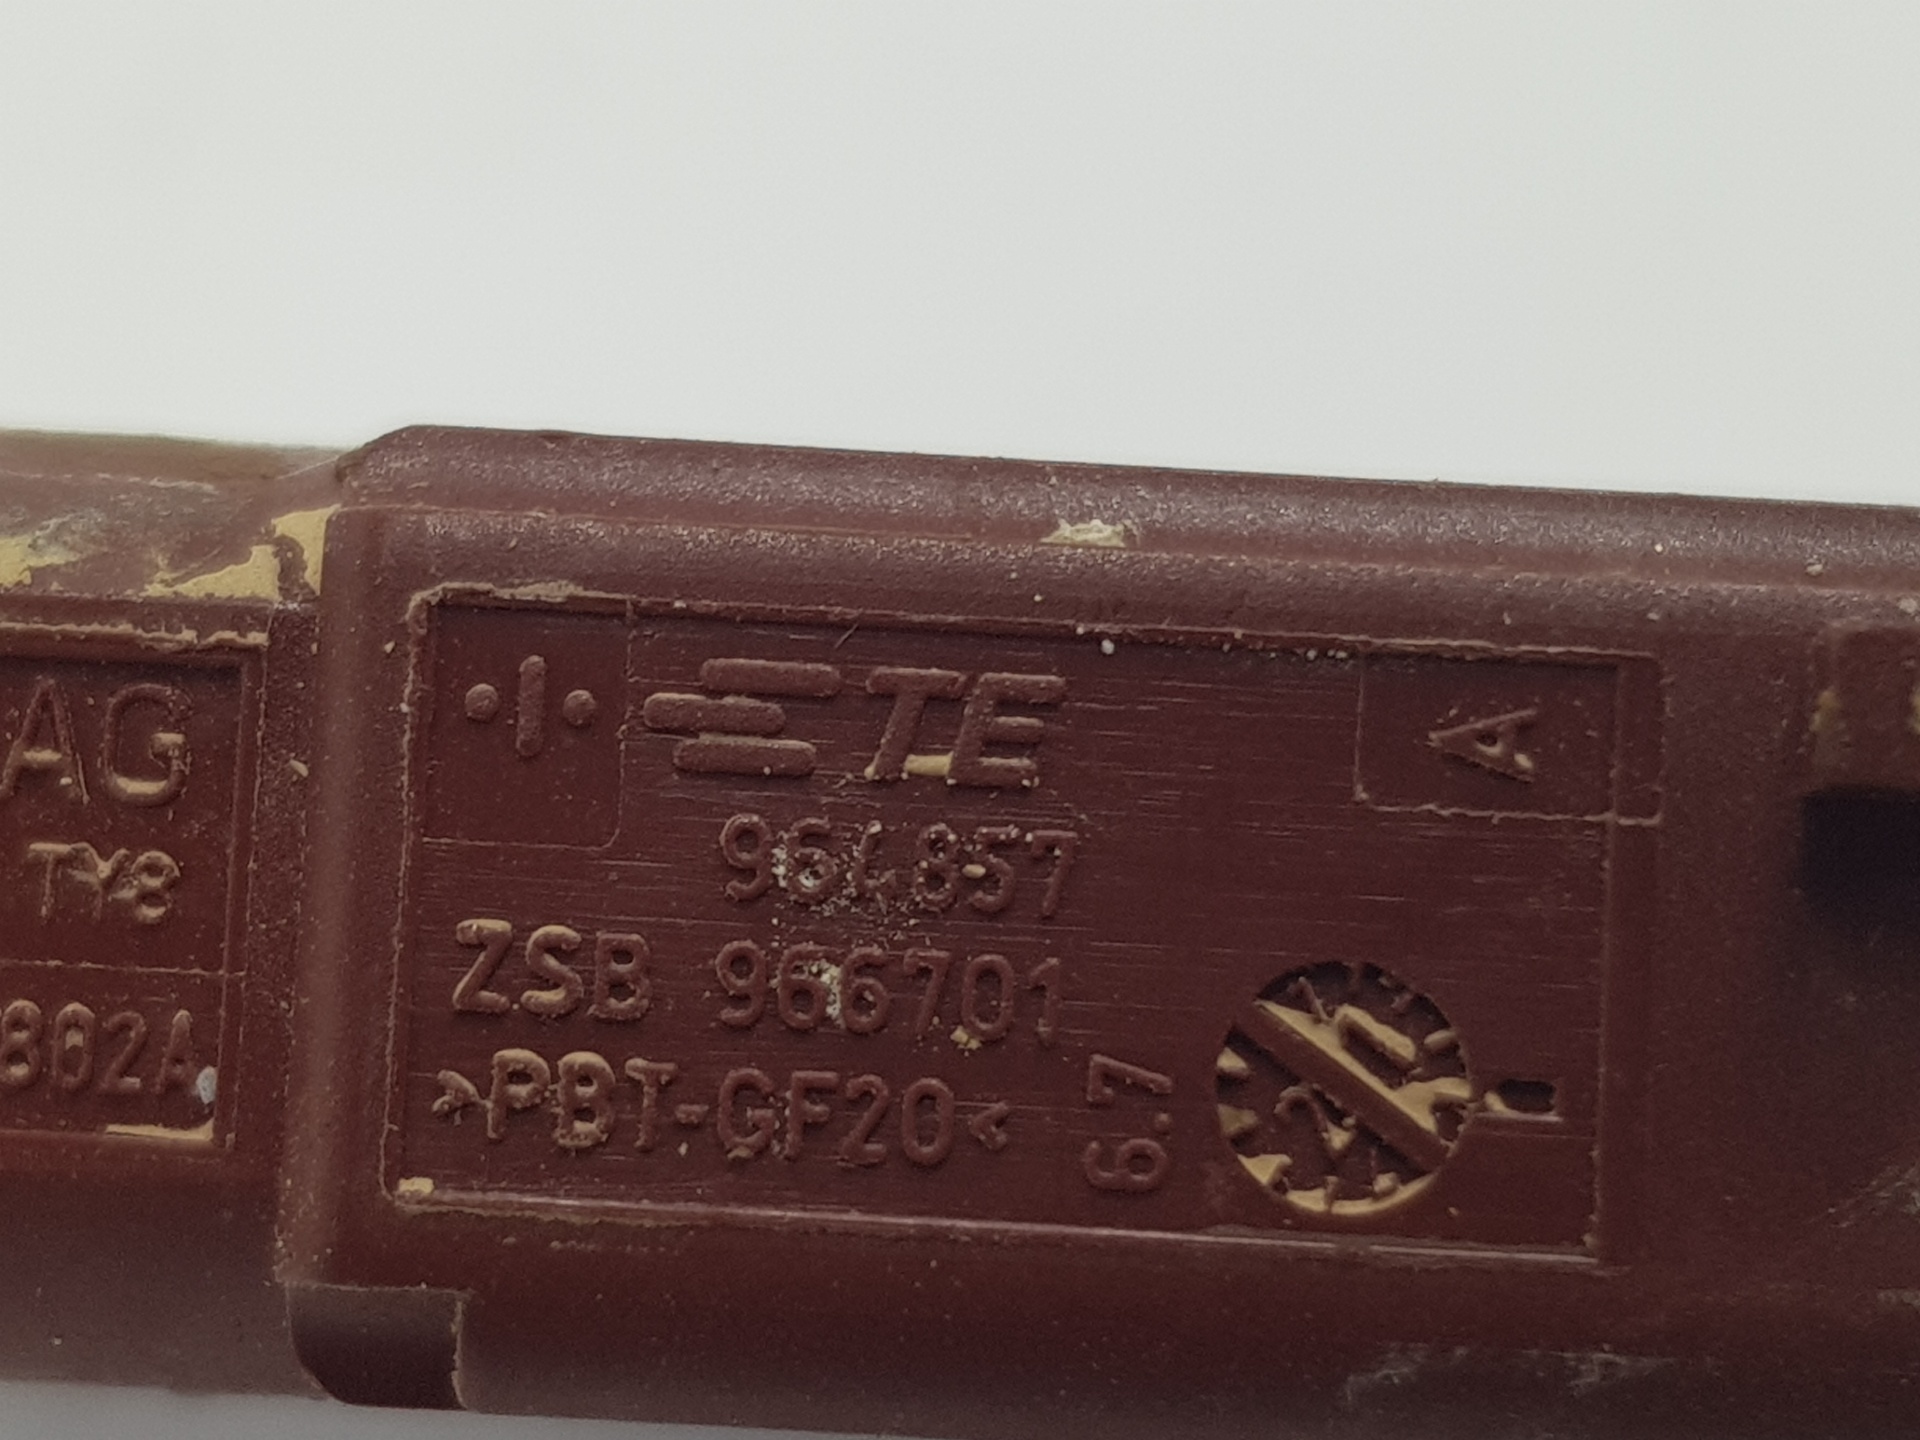 AG
TY8
802A
TE
A
964857
ZSB 966701
>PBT-GF20<
6.7